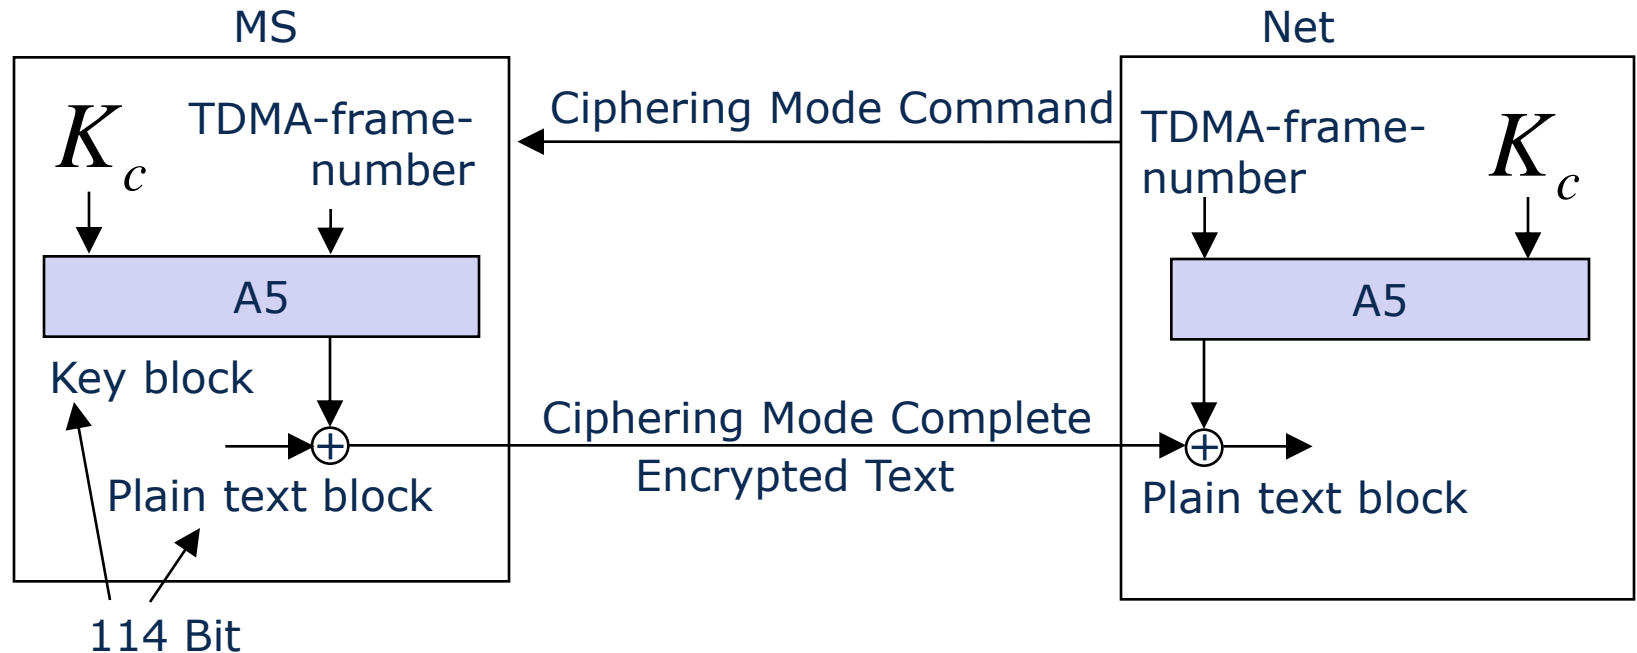 MS
Net
K c
TDMA-frame-
number
Ciphering Mode Command
TDMA-frame-
number
K c
A5
A5
Key block
+
Ciphering Mode Complete
+
Encrypted Text
Plain text block
Plain text block
114 Bit